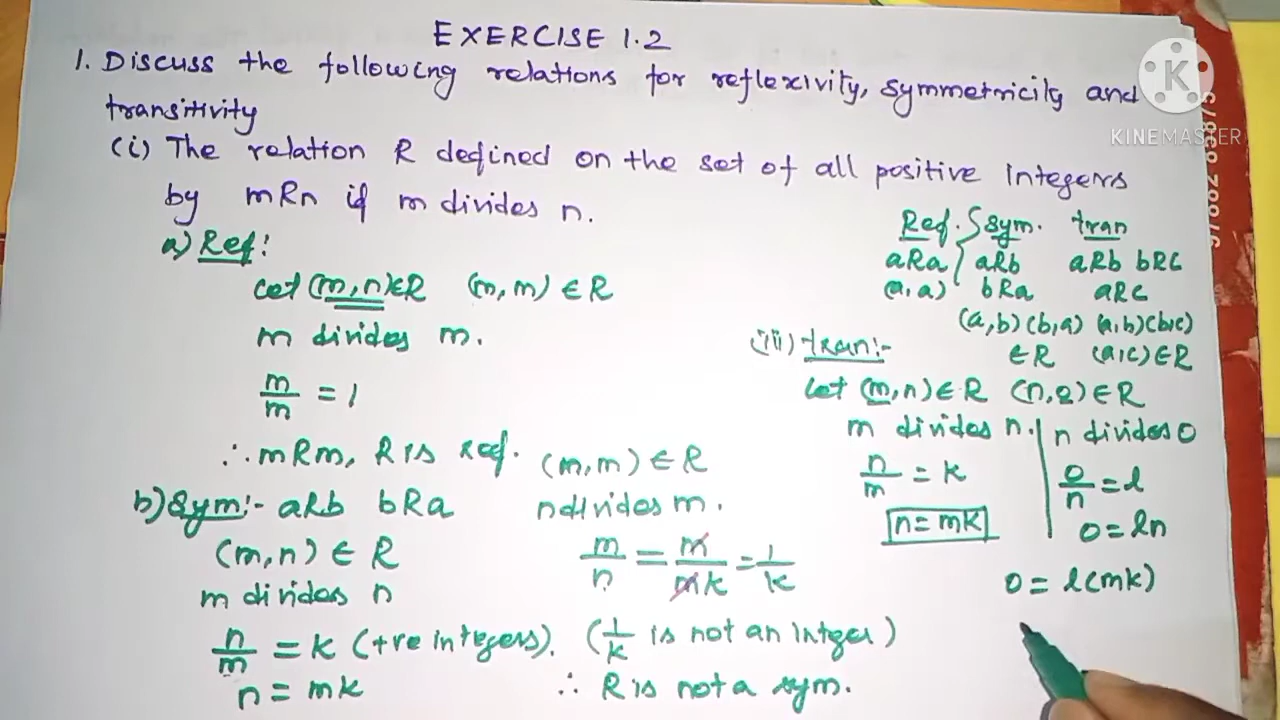 EXERCISE 1.2
1. Discuss the following relations for reflexivity, symmetricity and
transitivity
(i) The relation R defined on the set of all positive integers
by mRn if m divides n.
a) Ref:
Let (m,n)∈R (m,m) ∈ R
m divides m.
m/m = 1
∴ mRm, R is ref.
b) Sym:- aRb bRa
(m,n) ∈ R
m divides n
n/m = k (+ve integers).
n = mk
(m,m) ∈ R
n divides m.
m/n = m/mk = 1/k
(1/k is not an integer)
∴ R is not a sym.
Ref. Sym. tran
aRa aRb aRb bRC
(a,a) bRa aRC
(a,b)(b,a) (a,b)(b,c)
∈R (a,c)∈R
(iii) tran:-
Let (m,n)∈R (n,o)∈R
m divides n. n divides o
n/m = k o/n = l
n = mk o = ln
o = l(mk)
KINEMASTER
K